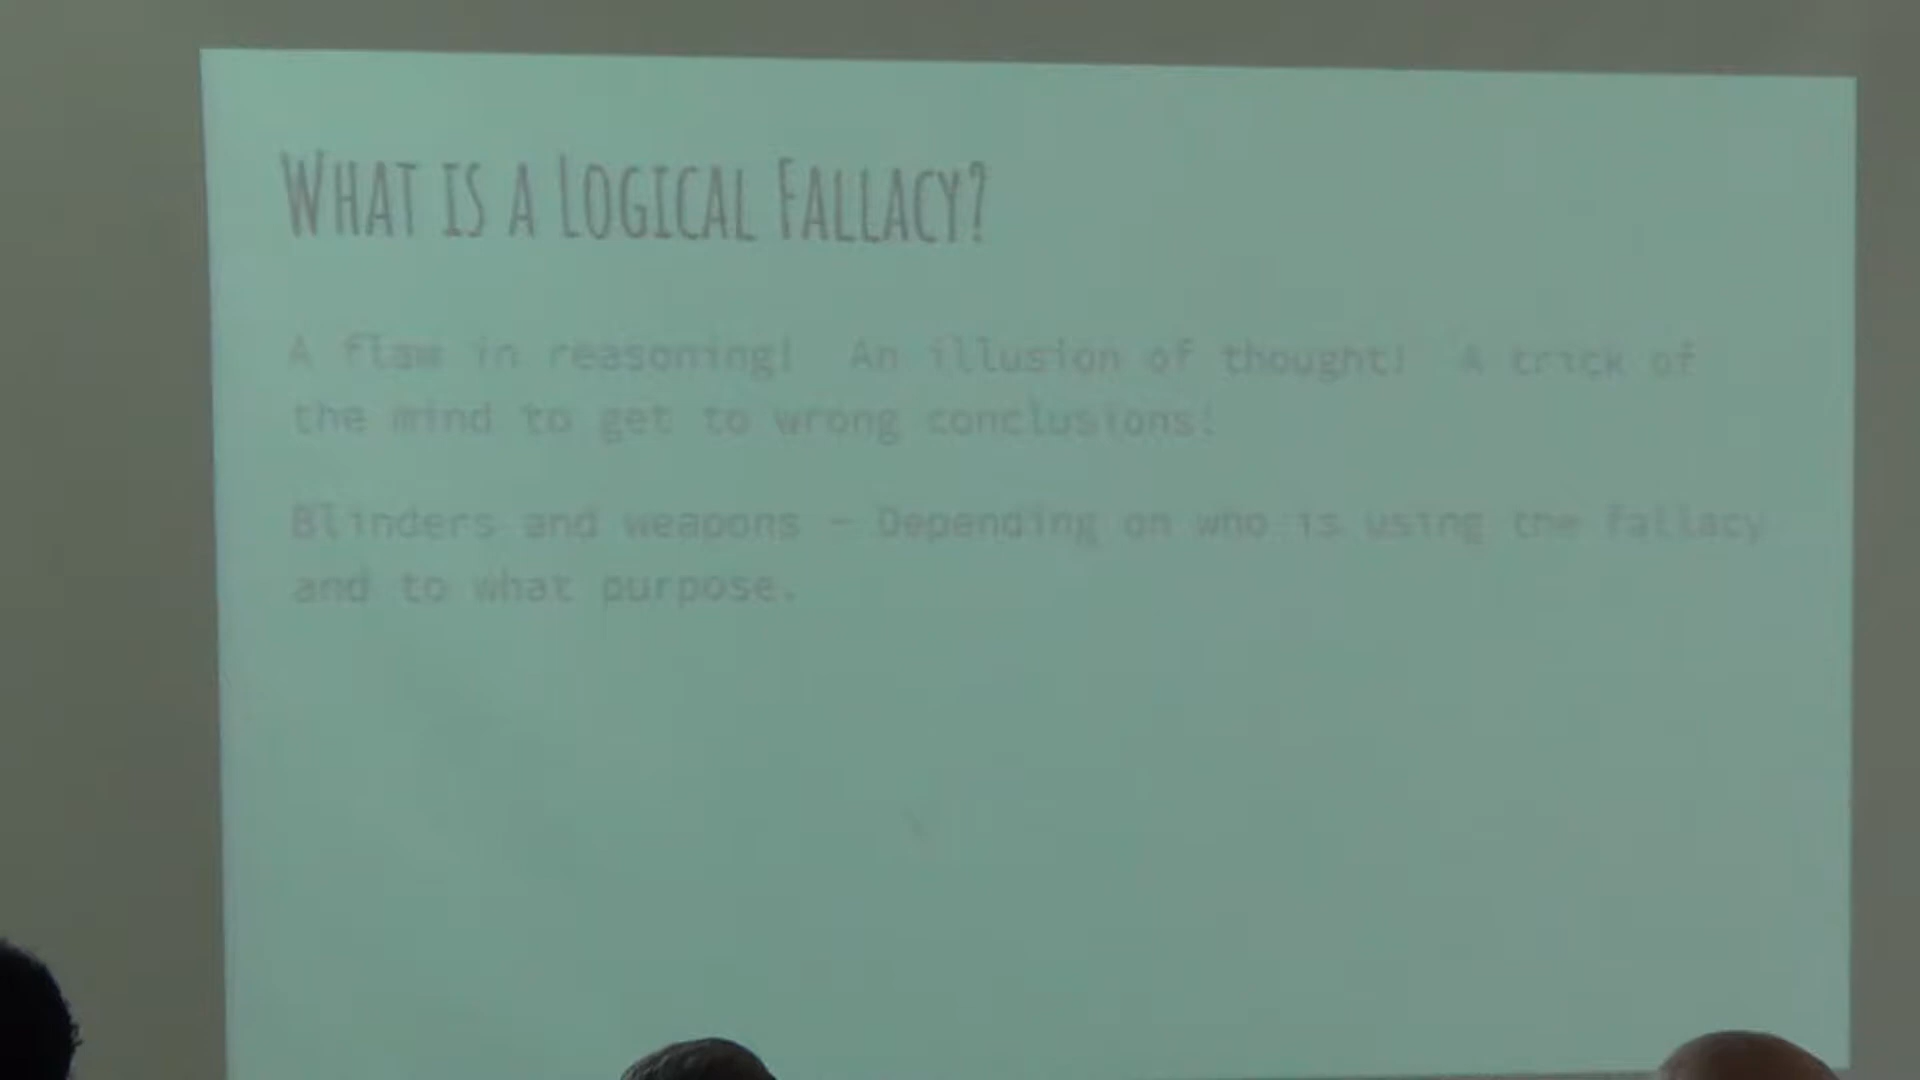 What is a Logical Fallacy?
A flaw in reasoning!  An illusion of thought!  A trick of
the mind to get to wrong conclusions!
Blinders and weapons - Depending on who is using the fallacy
and to what purpose.